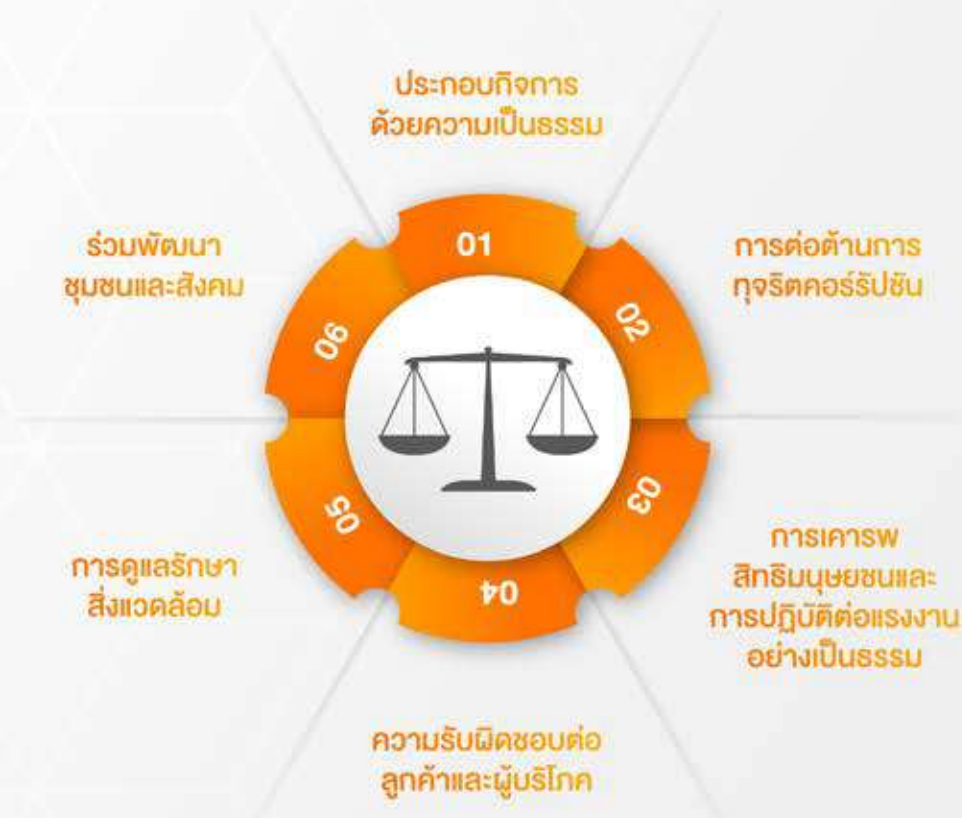 ประกอบกิจการ
ด้วยความเป็นธรรม
01
การต่อต้านการ
ทุจริตคอร์รัปชัน
02
การเคารพ
สิทธิมนุษยชนและ
การปฏิบัติต่อแรงงาน
อย่างเป็นธรรม
03
ความรับผิดชอบต่อ
ลูกค้าและผู้บริโภค
04
การดูแลรักษา
สิ่งแวดล้อม
05
ร่วมพัฒนา
ชุมชนและสังคม
06